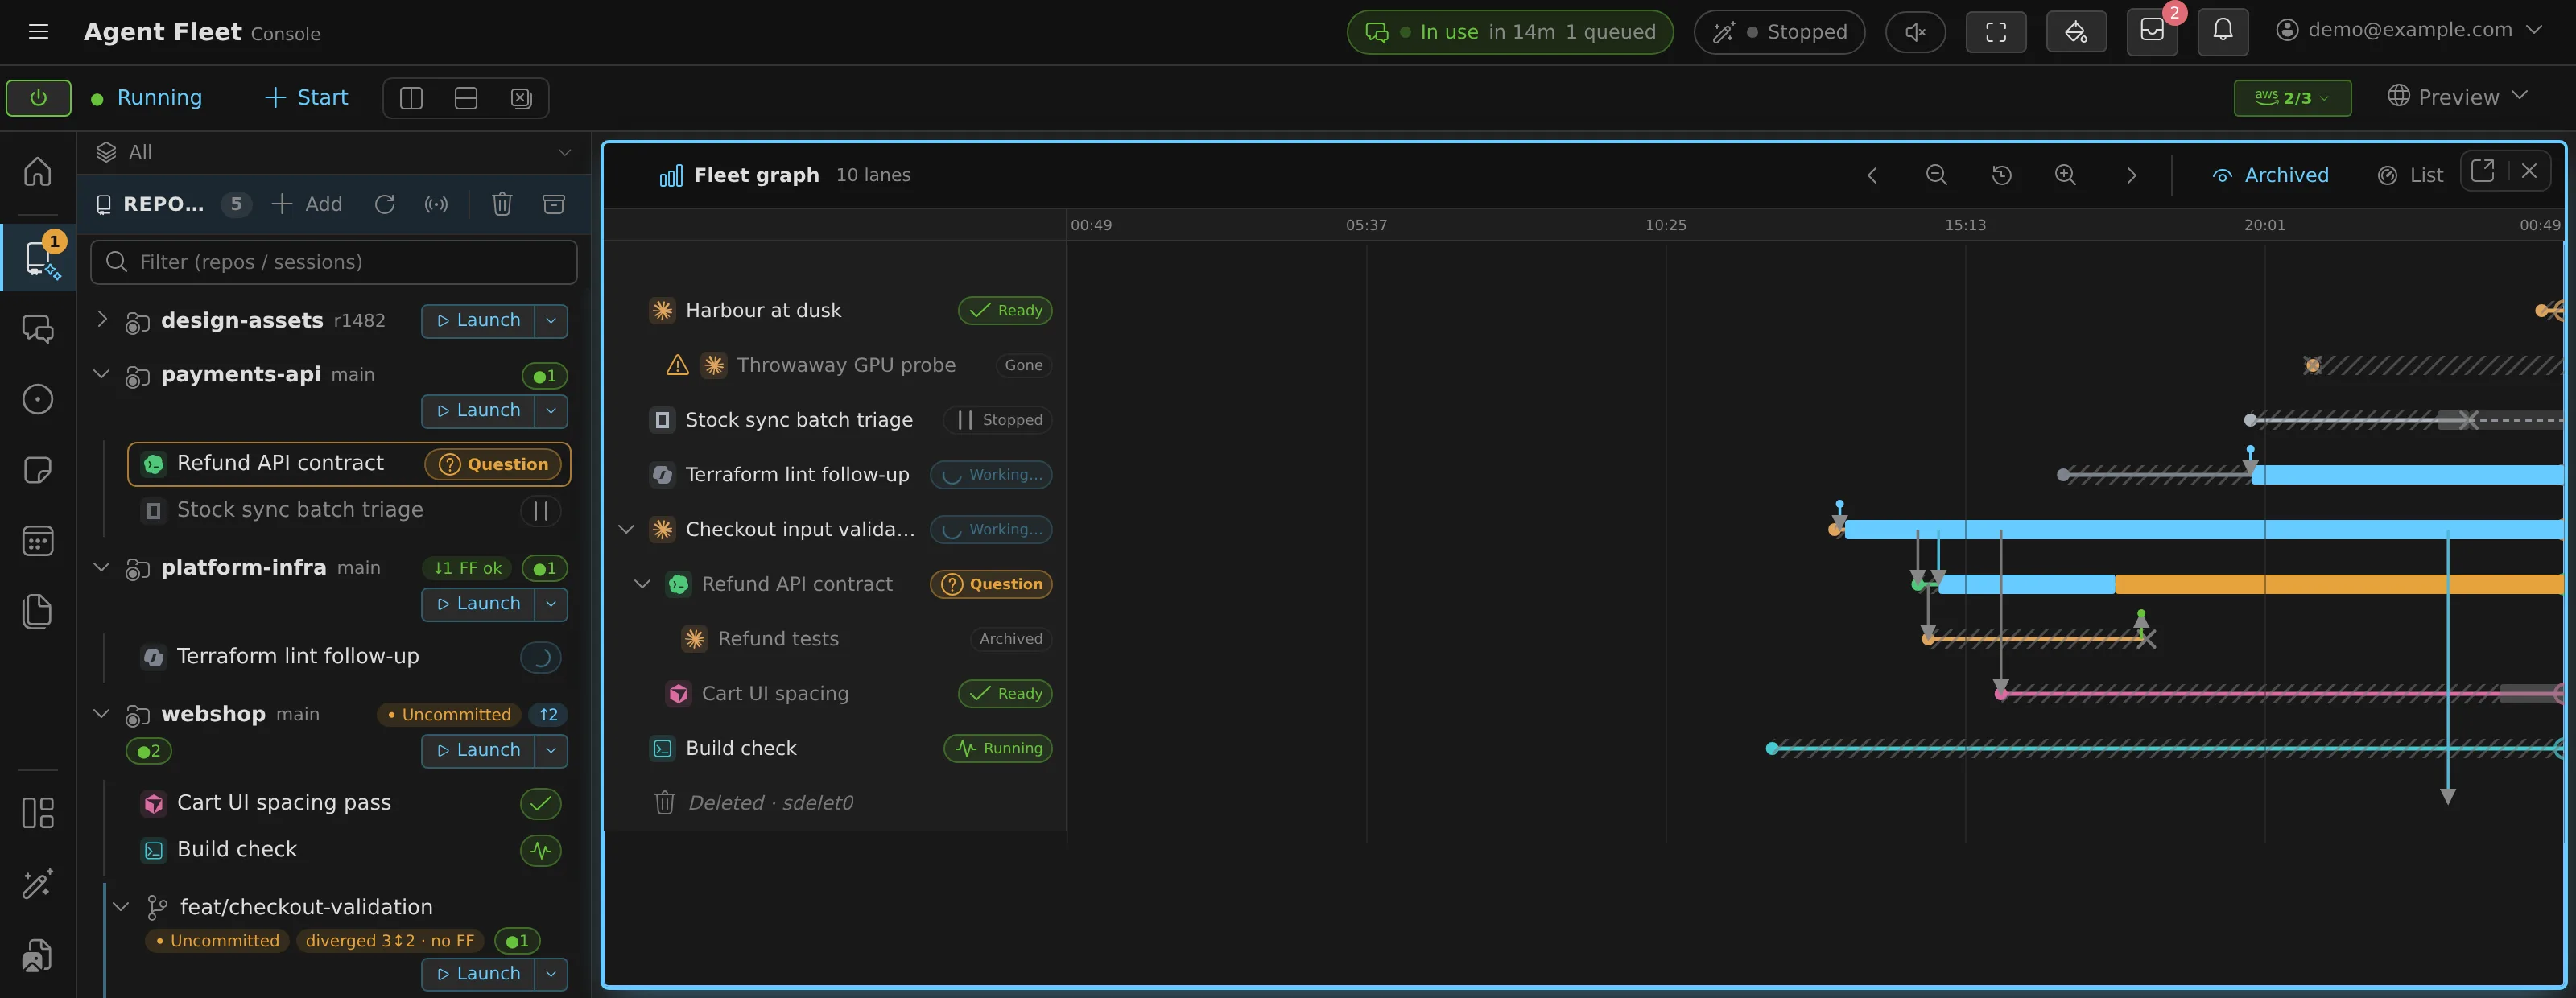 Agent Fleet Console
In use in 14m 1 queued
Stopped
2
demo@example.com
Running
+ Start
aws 2/3
Preview
1
All
REPO... 5 + Add
Filter (repos / sessions)
design-assets r1482
Launch
payments-api main
1
Launch
Refund API contract
Question
Stock sync batch triage
platform-infra main
↓1 FF ok
1
Launch
Terraform lint follow-up
webshop main
• Uncommitted
↑2
2
Launch
Cart UI spacing pass
Build check
feat/checkout-validation
• Uncommitted
diverged 3↕2 · no FF
1
Launch
Fleet graph 10 lanes
Archived
List
00:49 05:37 10:25 15:13 20:01 00:49
Harbour at dusk
Ready
Throwaway GPU probe
Gone
Stock sync batch triage
Stopped
Terraform lint follow-up
Working...
Checkout input valida...
Working...
Refund API contract
Question
Refund tests
Archived
Cart UI spacing
Ready
Build check
Running
Deleted · sdelet0